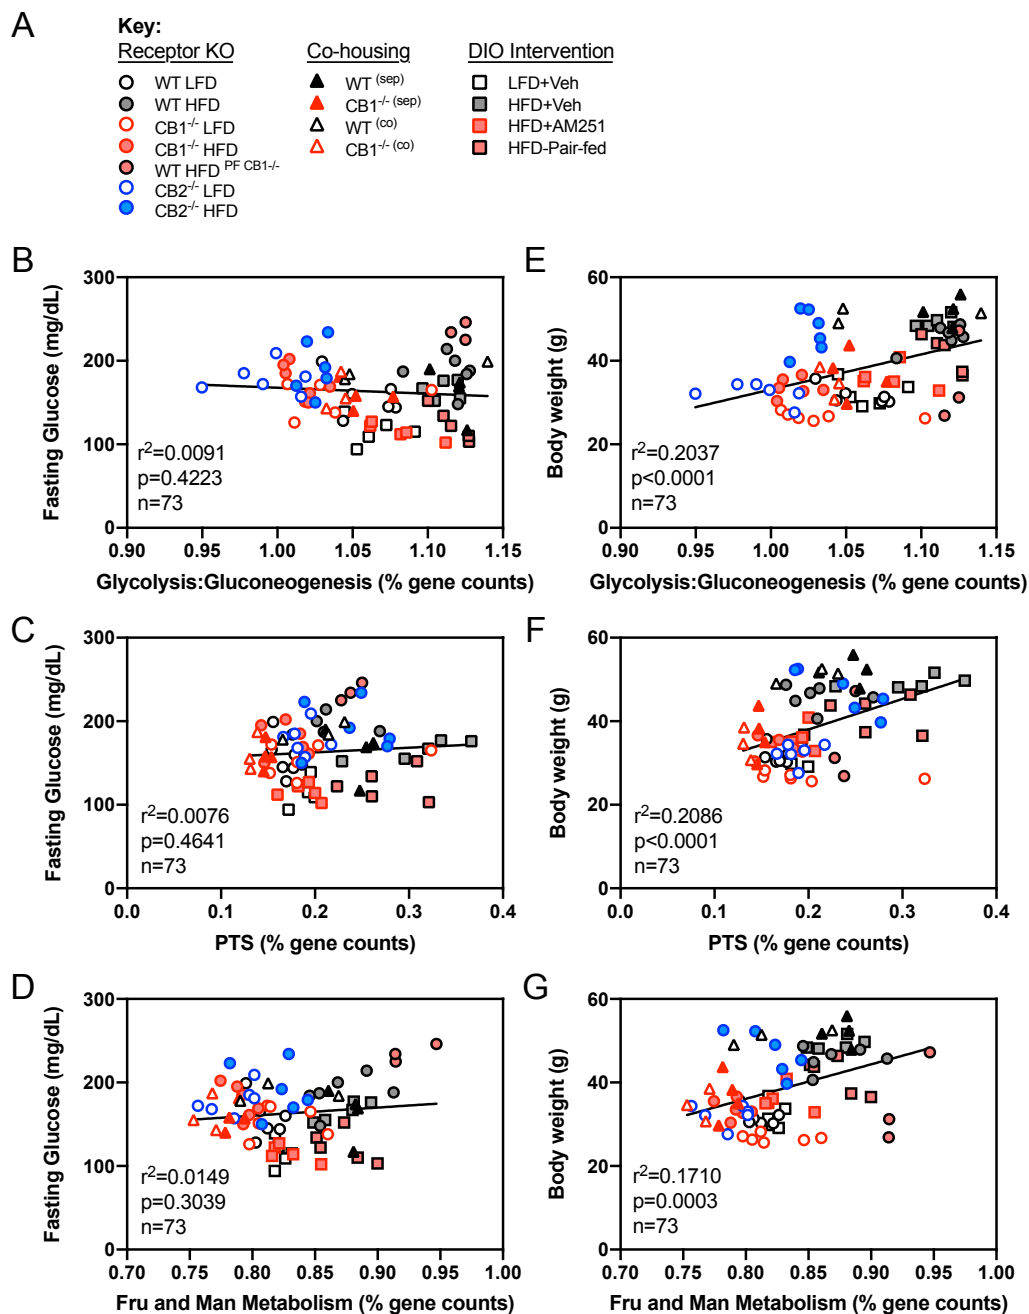 A
Key:
Receptor KO
WT LFD
WT HFD
CB1-/- LFD
CB1-/- HFD
WT HFD PF CB1-/-
CB2-/- LFD
CB2-/- HFD
Co-housing
WT (sep)
CB1-/- (sep)
WT (co)
CB1-/- (co)
DIO Intervention
LFD+Veh
HFD+Veh
HFD+AM251
HFD-Pair-fed
B
Fasting Glucose (mg/dL)
300
200
100
0
r²=0.0091
p=0.4223
n=73
0.90 0.95 1.00 1.05 1.10 1.15
Glycolysis:Gluconeogenesis (% gene counts)
E
Body weight (g)
60
40
20
0
r²=0.2037
p<0.0001
n=73
0.90 0.95 1.00 1.05 1.10 1.15
Glycolysis:Gluconeogenesis (% gene counts)
C
Fasting Glucose (mg/dL)
300
200
100
0
r²=0.0076
p=0.4641
n=73
0.0 0.1 0.2 0.3 0.4
PTS (% gene counts)
F
Body weight (g)
60
40
20
0
r²=0.2086
p<0.0001
n=73
0.0 0.1 0.2 0.3 0.4
PTS (% gene counts)
D
Fasting Glucose (mg/dL)
300
200
100
0
r²=0.0149
p=0.3039
n=73
0.70 0.75 0.80 0.85 0.90 0.95 1.00
Fru and Man Metabolism (% gene counts)
G
Body weight (g)
60
40
20
0
r²=0.1710
p=0.0003
n=73
0.70 0.75 0.80 0.85 0.90 0.95 1.00
Fru and Man Metabolism (% gene counts)